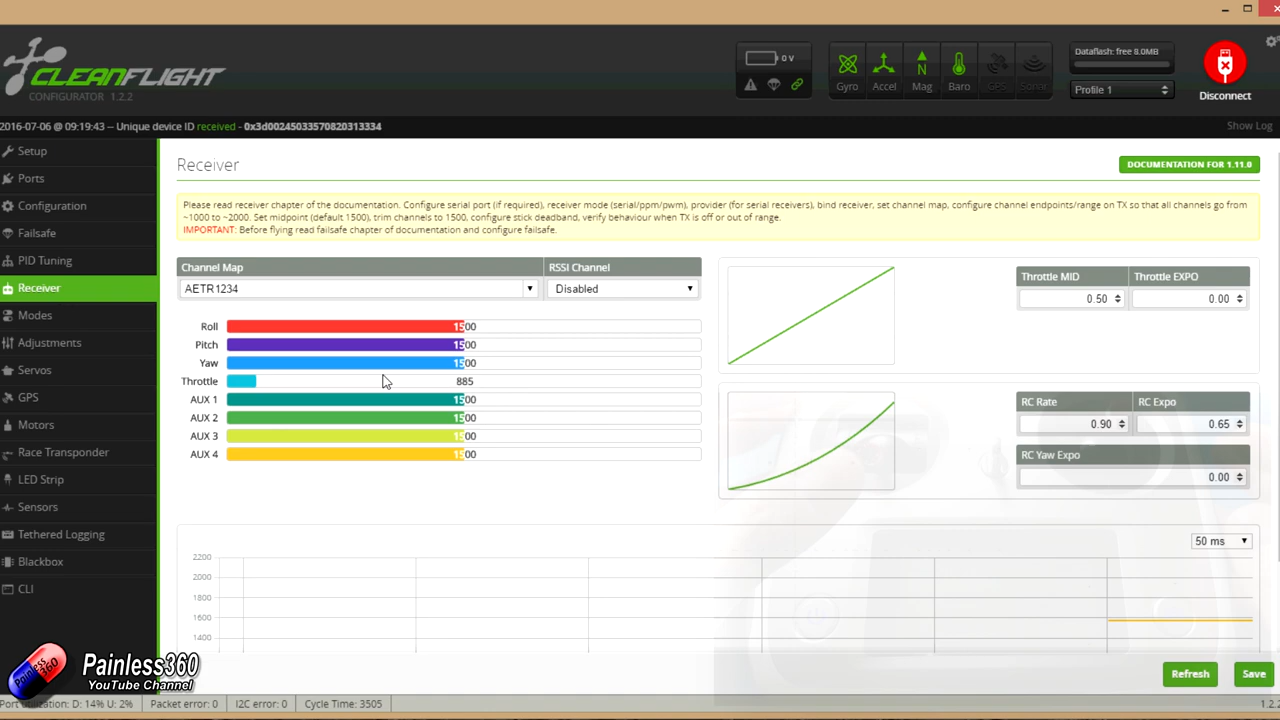 CLEANFLIGHT
CONFIGURATOR 1.2.2
0 V
Gyro
Accel
Mag
Baro
GPS
Sonar
Dataflash: free 8.0MB
Profile 1
Disconnect
2016-07-06 @ 09:19:43 -- Unique device ID received - 0x3d00245033570820313334
Show Log
Setup
Ports
Configuration
Failsafe
PID Tuning
Receiver
Modes
Adjustments
Servos
GPS
Motors
Race Transponder
LED Strip
Sensors
Tethered Logging
Blackbox
CLI
Receiver
DOCUMENTATION FOR 1.11.0
Please read receiver chapter of the documentation. Configure serial port (if required), receiver mode (serial/ppm/pwm), provider (for serial receivers), bind receiver, set channel map, configure channel endpoints/range on TX so that all channels go from
~1000 to ~2000. Set midpoint (default 1500), trim channels to 1500, configure stick deadband, verify behaviour when TX is off or out of range.
IMPORTANT: Before flying read failsafe chapter of documentation and configure failsafe.
Channel Map
RSSI Channel
AETR1234
Disabled
Roll 1500
Pitch 1500
Yaw 1500
Throttle 885
AUX 1 1500
AUX 2 1500
AUX 3 1500
AUX 4 1500
Throttle MID
Throttle EXPO
0.50
0.00
RC Rate
RC Expo
0.90
0.65
RC Yaw Expo
0.00
50 ms
2200
2000
1800
1600
1400
Refresh
Save
Painless360
Painless360
YouTube Channel
Port utilization: D: 14% U: 2%
Packet error: 0
I2C error: 0
Cycle Time: 3505
1.2.2